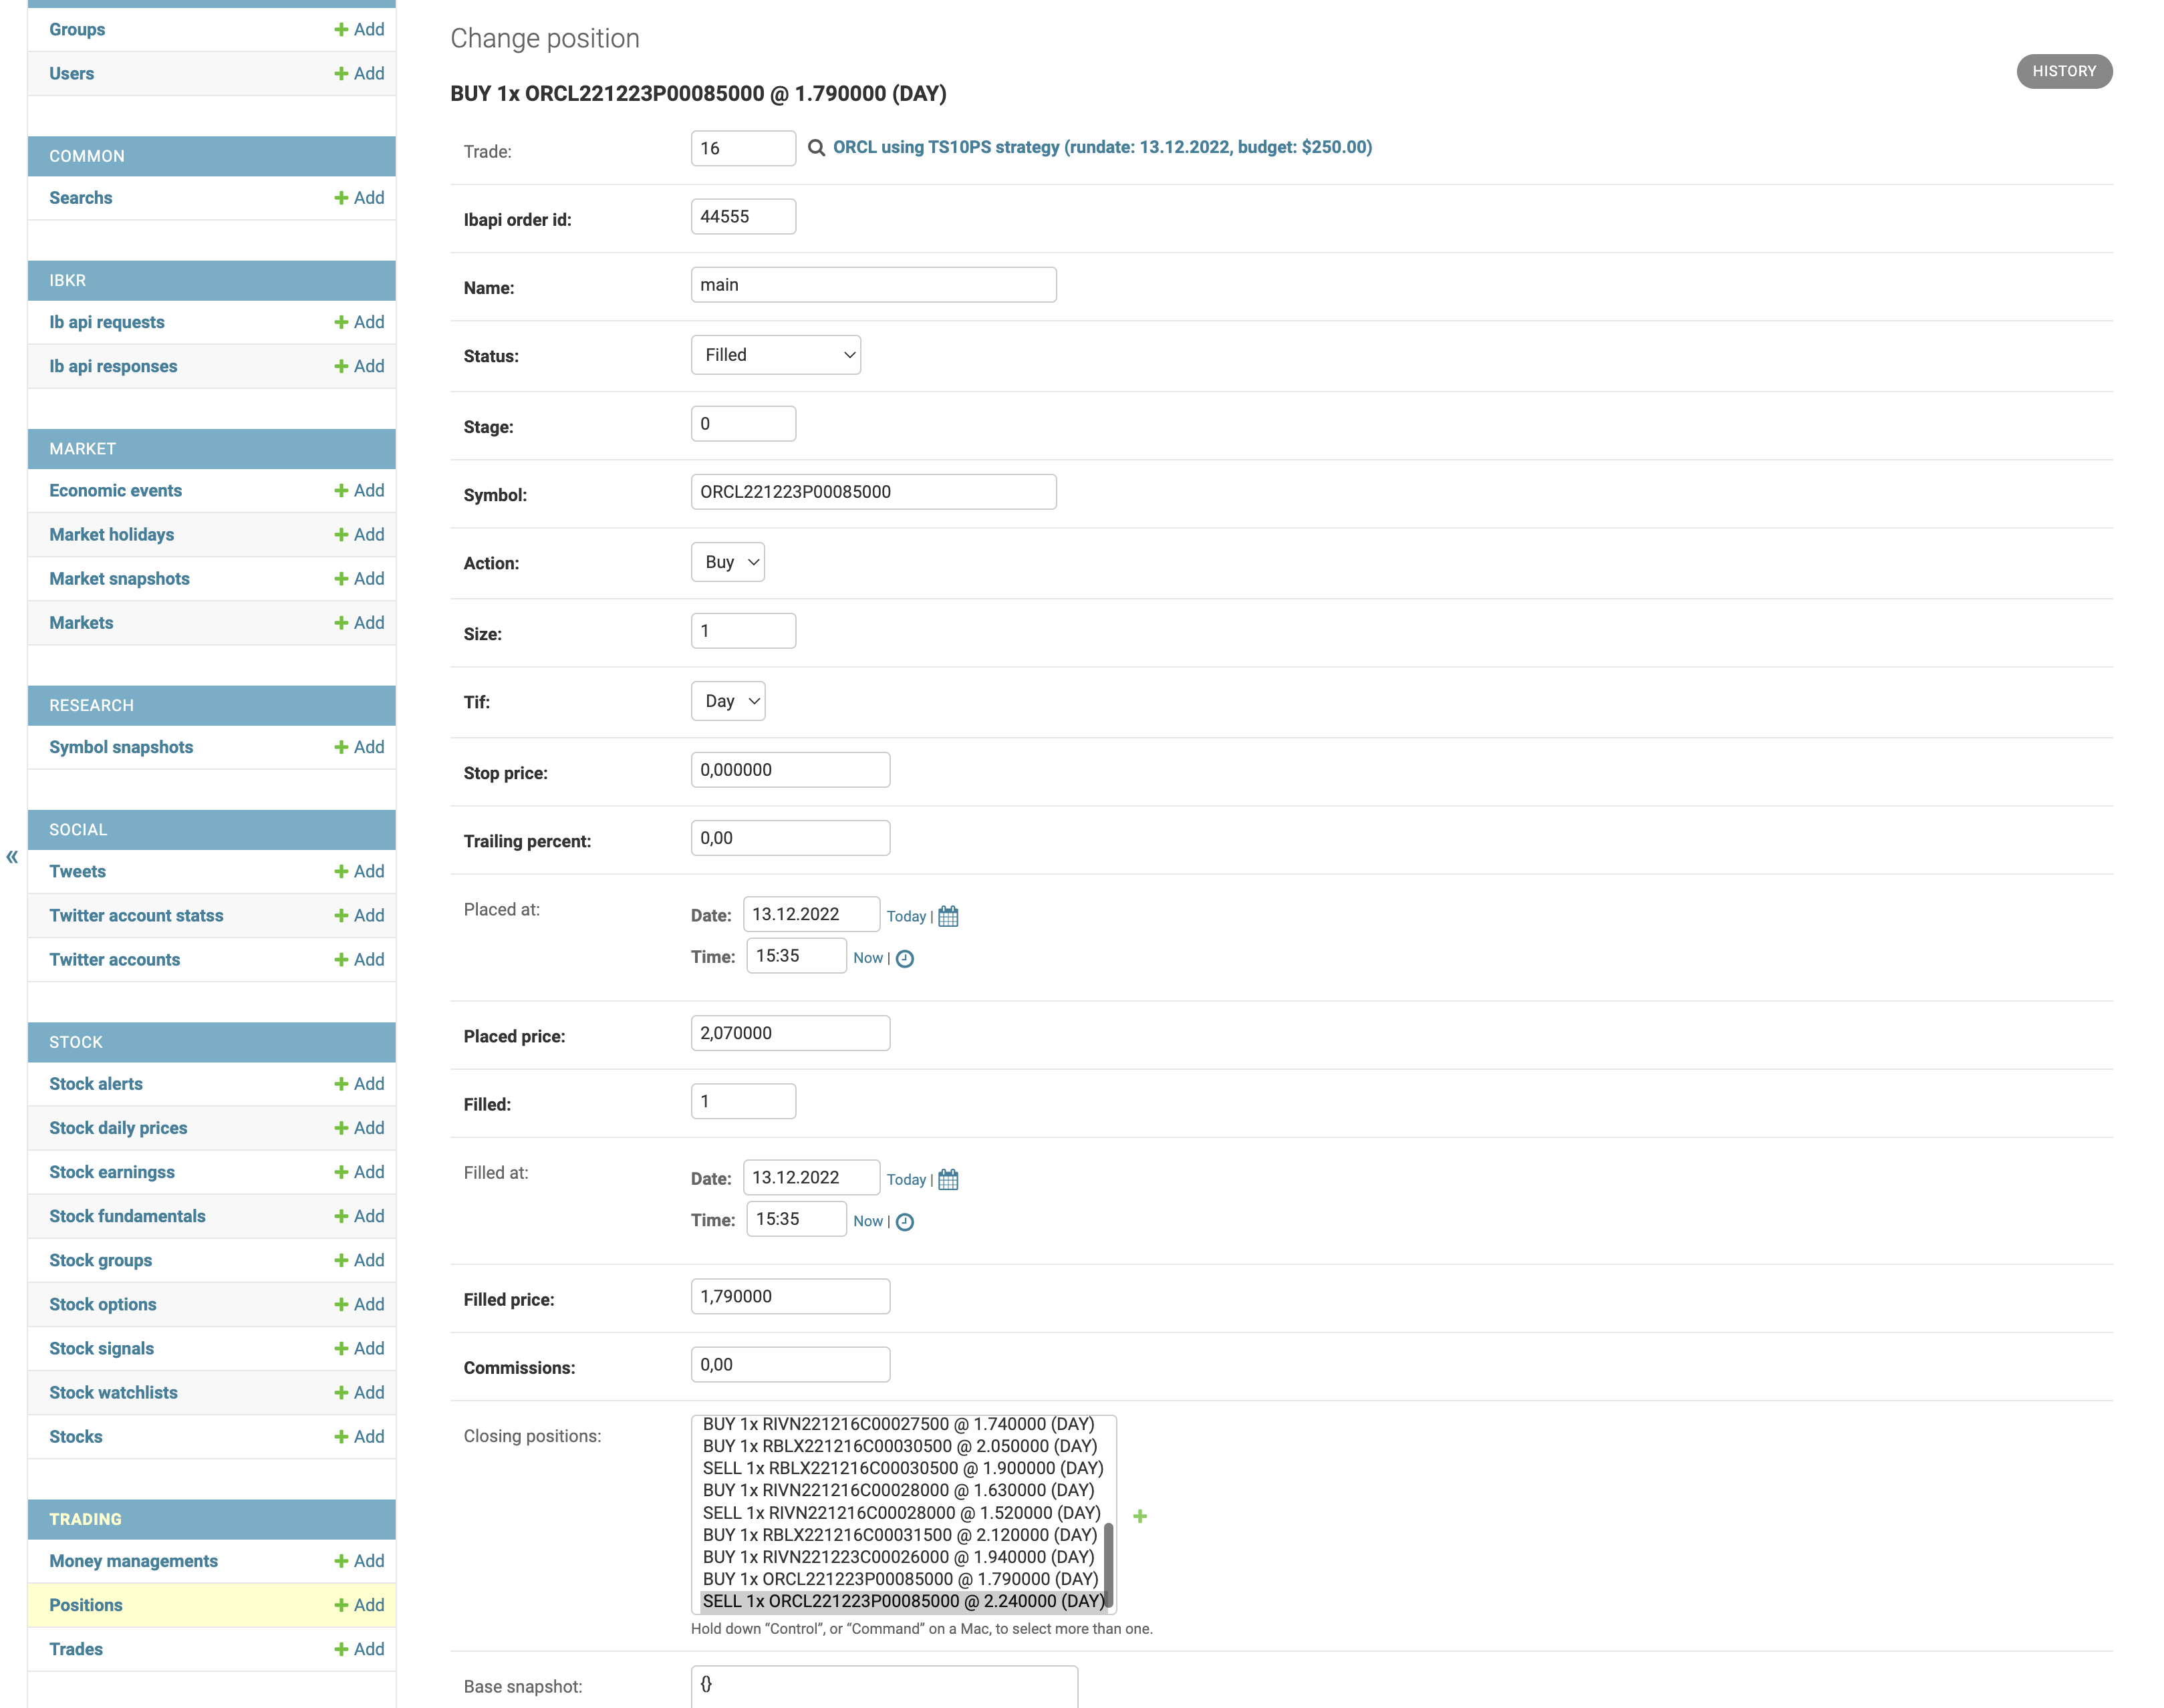 Groups
Add
Users
Add
COMMON
Searchs
Add
IBKR
Ib api requests
Add
Ib api responses
Add
MARKET
Economic events
Add
Market holidays
Add
Market snapshots
Add
Markets
Add
RESEARCH
Symbol snapshots
Add
SOCIAL
Tweets
Add
Twitter account statss
Add
Twitter accounts
Add
STOCK
Stock alerts
Add
Stock daily prices
Add
Stock earningss
Add
Stock fundamentals
Add
Stock groups
Add
Stock options
Add
Stock signals
Add
Stock watchlists
Add
Stocks
Add
TRADING
Money managements
Add
Positions
Add
Trades
Add
«
Change position
HISTORY
BUY 1x ORCL221223P00085000 @ 1.790000 (DAY)
Trade: 16 ORCL using TS10PS strategy (rundate: 13.12.2022, budget: $250.00)
Ibapi order id: 44555
Name: main
Status: Filled
Stage: 0
Symbol: ORCL221223P00085000
Action: Buy
Size: 1
Tif: Day
Stop price: 0,000000
Trailing percent: 0,00
Placed at: Date: 13.12.2022 Today |
Time: 15:35 Now |
Placed price: 2,070000
Filled: 1
Filled at: Date: 13.12.2022 Today |
Time: 15:35 Now |
Filled price: 1,790000
Commissions: 0,00
Closing positions:
BUY 1x RIVN221216C00027500 @ 1.740000 (DAY)
BUY 1x RBLX221216C00030500 @ 2.050000 (DAY)
SELL 1x RBLX221216C00030500 @ 1.900000 (DAY)
BUY 1x RIVN221216C00028000 @ 1.630000 (DAY)
SELL 1x RIVN221216C00028000 @ 1.520000 (DAY)
BUY 1x RBLX221216C00031500 @ 2.120000 (DAY)
BUY 1x RIVN221223C00026000 @ 1.940000 (DAY)
BUY 1x ORCL221223P00085000 @ 1.790000 (DAY)
SELL 1x ORCL221223P00085000 @ 2.240000 (DAY)
Hold down “Control”, or “Command” on a Mac, to select more than one.
Base snapshot: {}